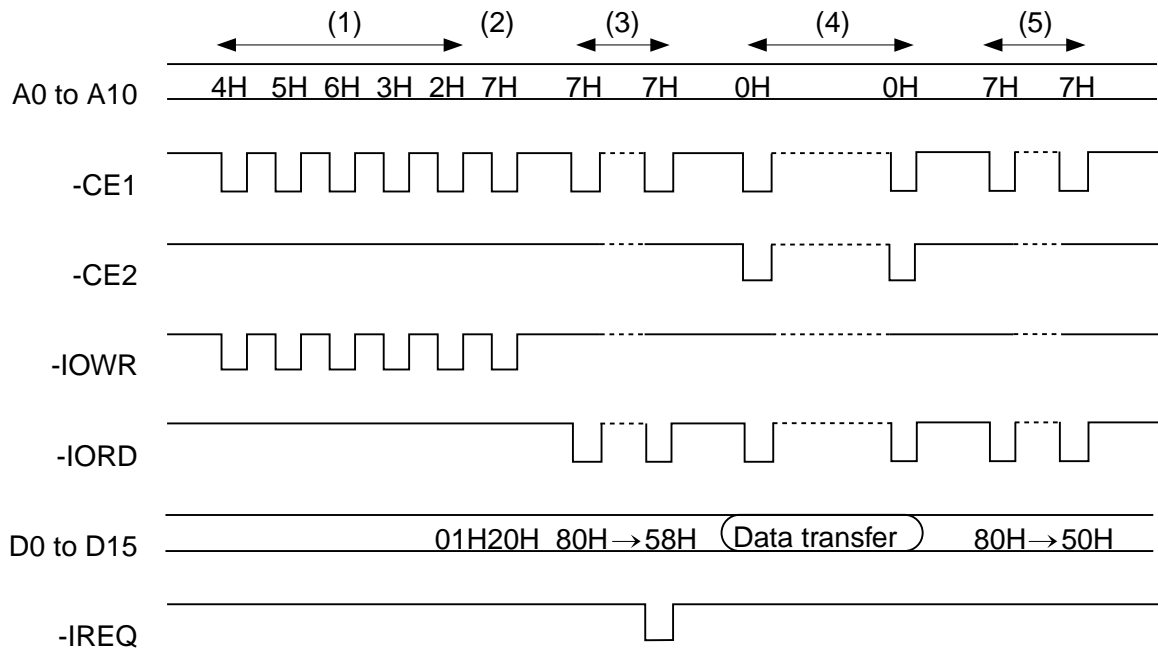 (1) (2) (3) (4) (5)
A0 to A10 4H 5H 6H 3H 2H 7H 7H 7H 0H 0H 7H 7H
-CE1
-CE2
-IOWR
-IORD
D0 to D15 01H20H 80H→58H Data transfer 80H→50H
-IREQ